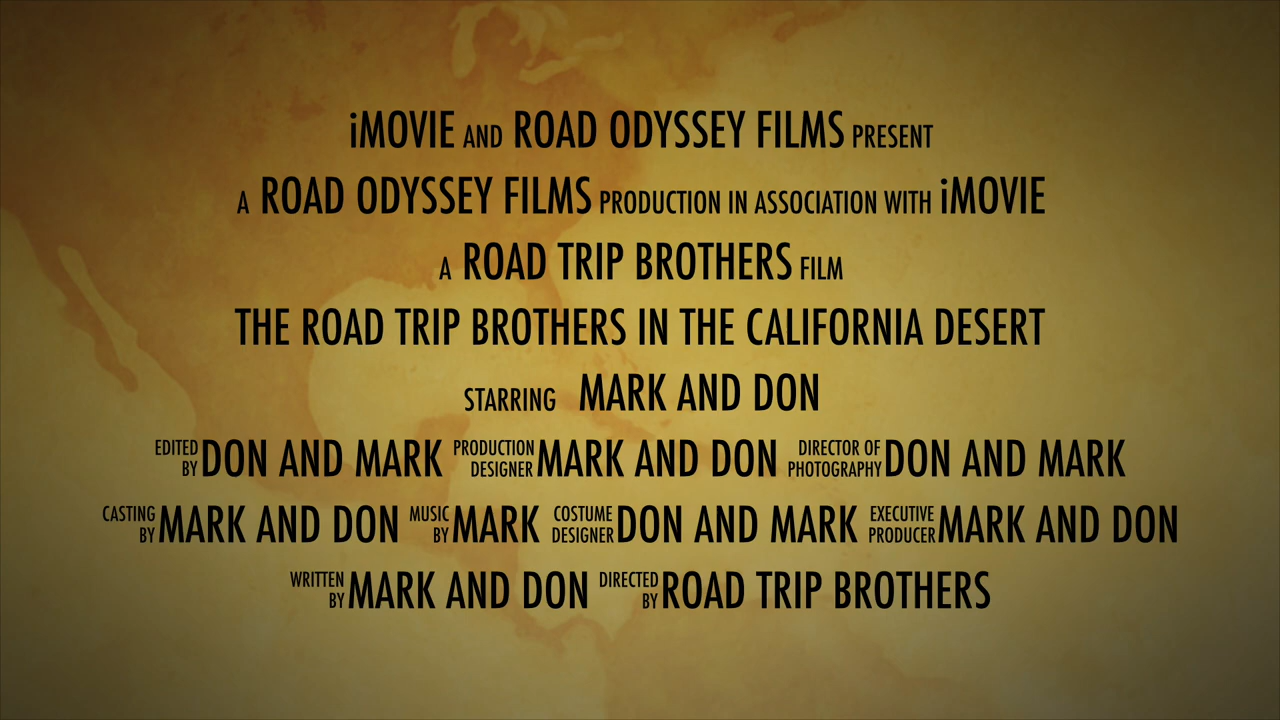 iMOVIE AND ROAD ODYSSEY FILMS PRESENT
A ROAD ODYSSEY FILMS PRODUCTION IN ASSOCIATION WITH iMOVIE
A ROAD TRIP BROTHERS FILM
THE ROAD TRIP BROTHERS IN THE CALIFORNIA DESERT
STARRING MARK AND DON
EDITED BY DON AND MARK PRODUCTION DESIGNER MARK AND DON DIRECTOR OF PHOTOGRAPHY DON AND MARK
CASTING BY MARK AND DON MUSIC BY MARK COSTUME DESIGNER DON AND MARK EXECUTIVE PRODUCER MARK AND DON
WRITTEN BY MARK AND DON DIRECTED BY ROAD TRIP BROTHERS